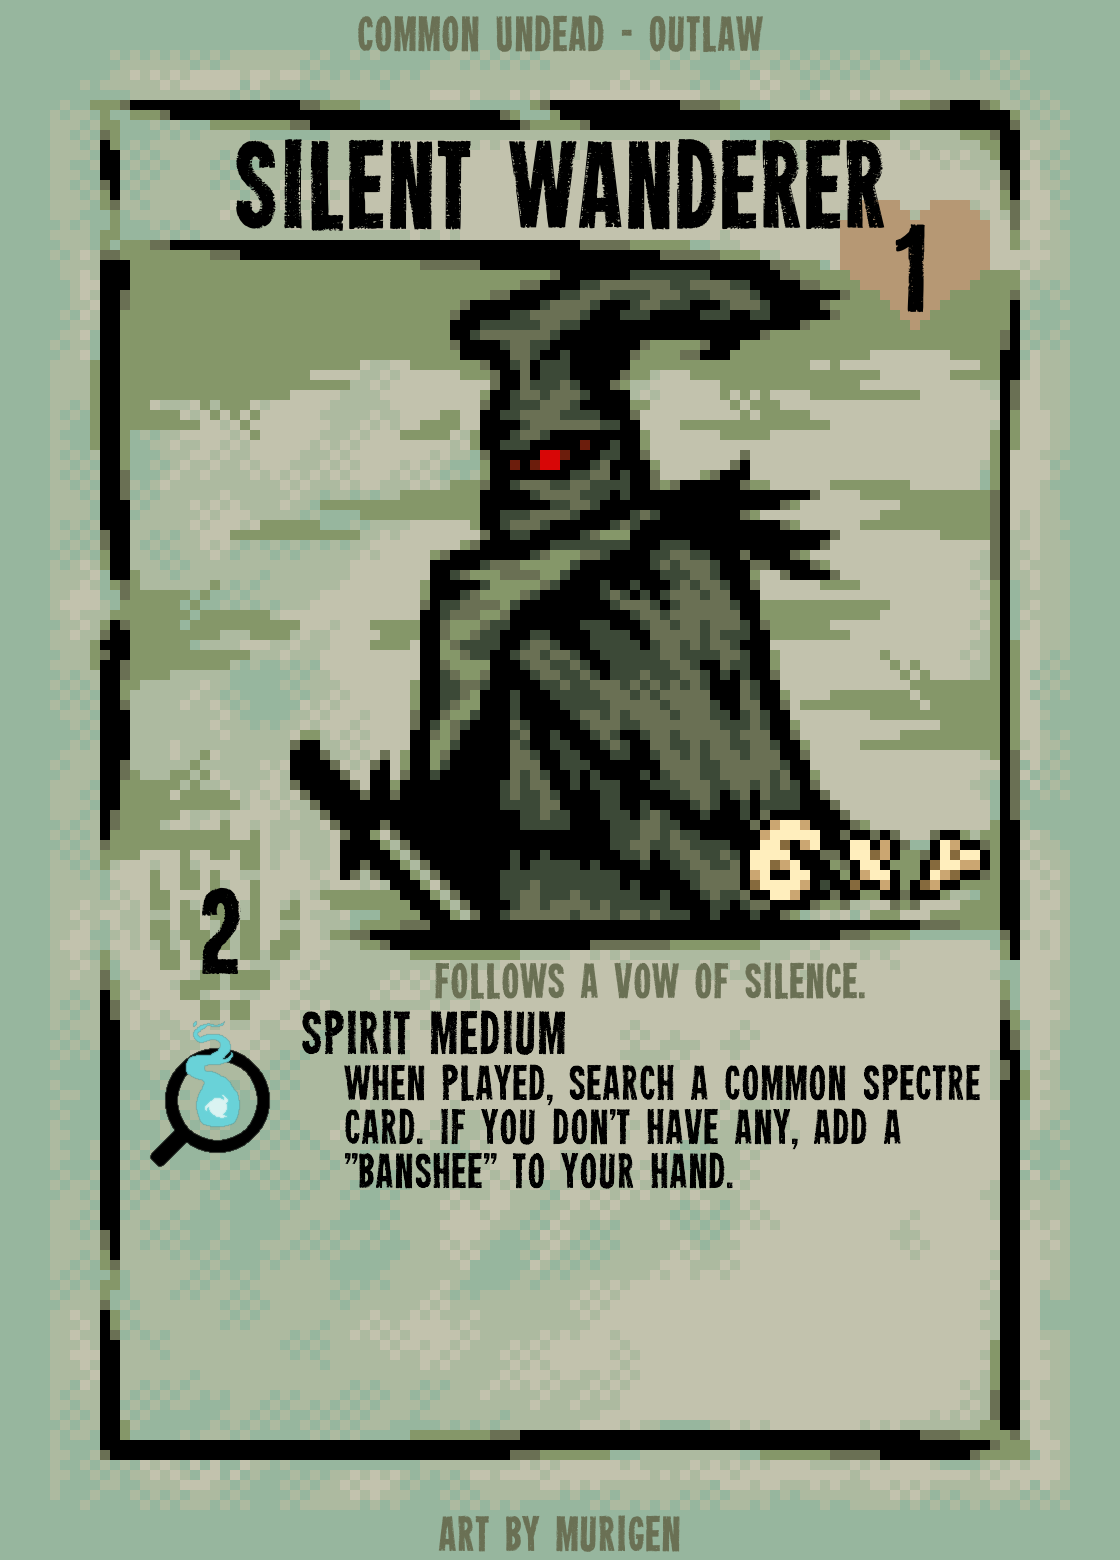 COMMON UNDEAD - OUTLAW
SILENT WANDERER
1
2
FOLLOWS A VOW OF SILENCE.
SPIRIT MEDIUM
WHEN PLAYED, SEARCH A COMMON SPECTRE
CARD. IF YOU DON'T HAVE ANY, ADD A
"BANSHEE" TO YOUR HAND.
ART BY MURIGEN